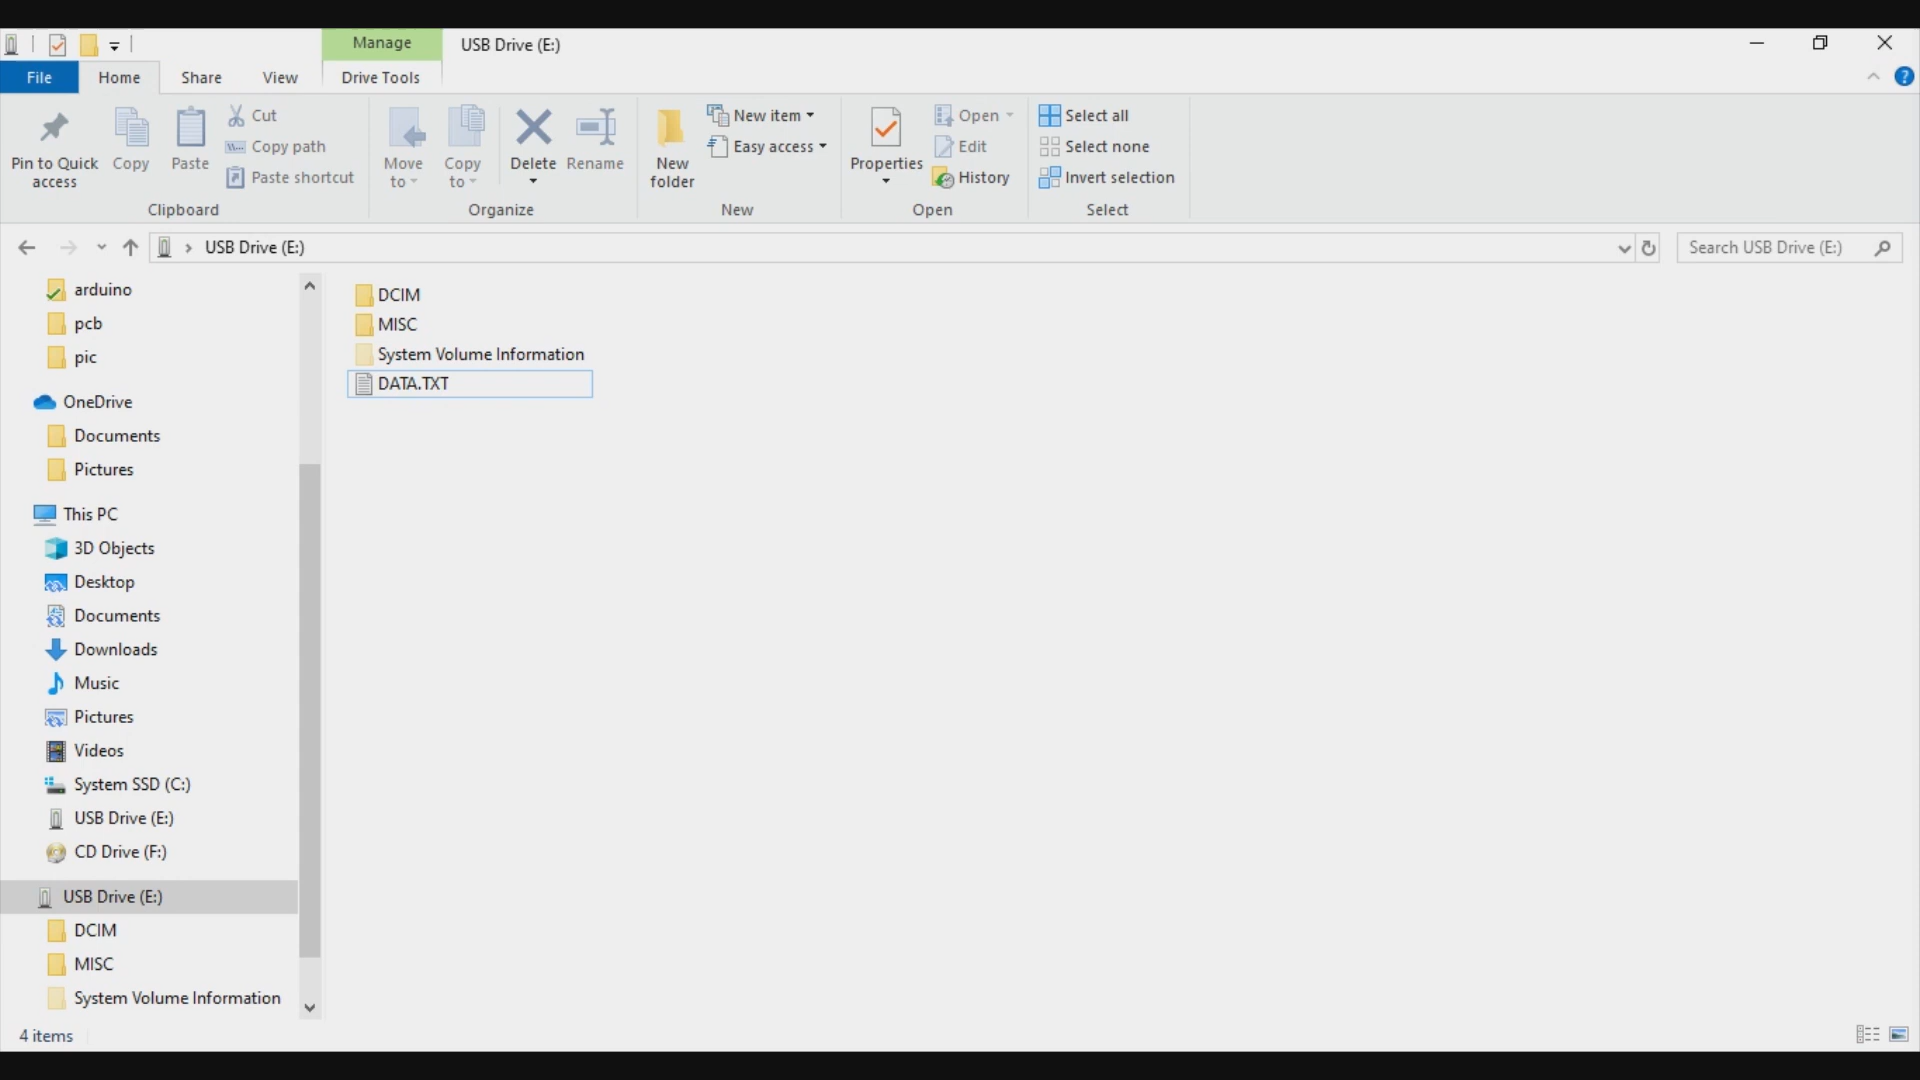 Manage
USB Drive (E:)
File
Home
Share
View
Drive Tools
Pin to Quick access
Copy
Paste
Cut
Copy path
Paste shortcut
Clipboard
Move to
Copy to
Delete
Rename
Organize
New folder
New item
Easy access
New
Properties
Open
Edit
History
Open
Select all
Select none
Invert selection
Select
USB Drive (E:)
Search USB Drive (E:)
arduino
pcb
pic
OneDrive
Documents
Pictures
This PC
3D Objects
Desktop
Documents
Downloads
Music
Pictures
Videos
System SSD (C:)
USB Drive (E:)
CD Drive (F:)
USB Drive (E:)
DCIM
MISC
System Volume Information
DCIM
MISC
System Volume Information
DATA.TXT
4 items